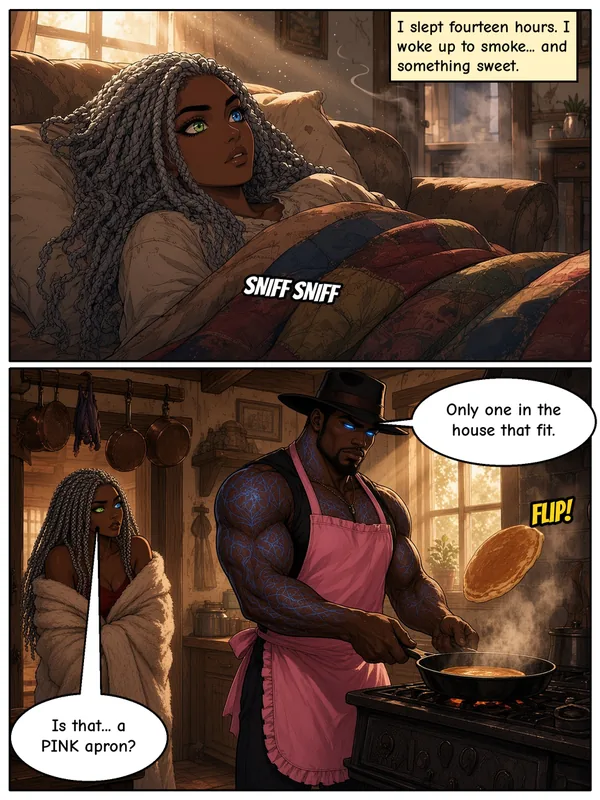 I slept fourteen hours. I
woke up to smoke... and
something sweet.
SNIFF SNIFF
Only one in the
house that fit.
FLIP!
Is that... a
PINK apron?